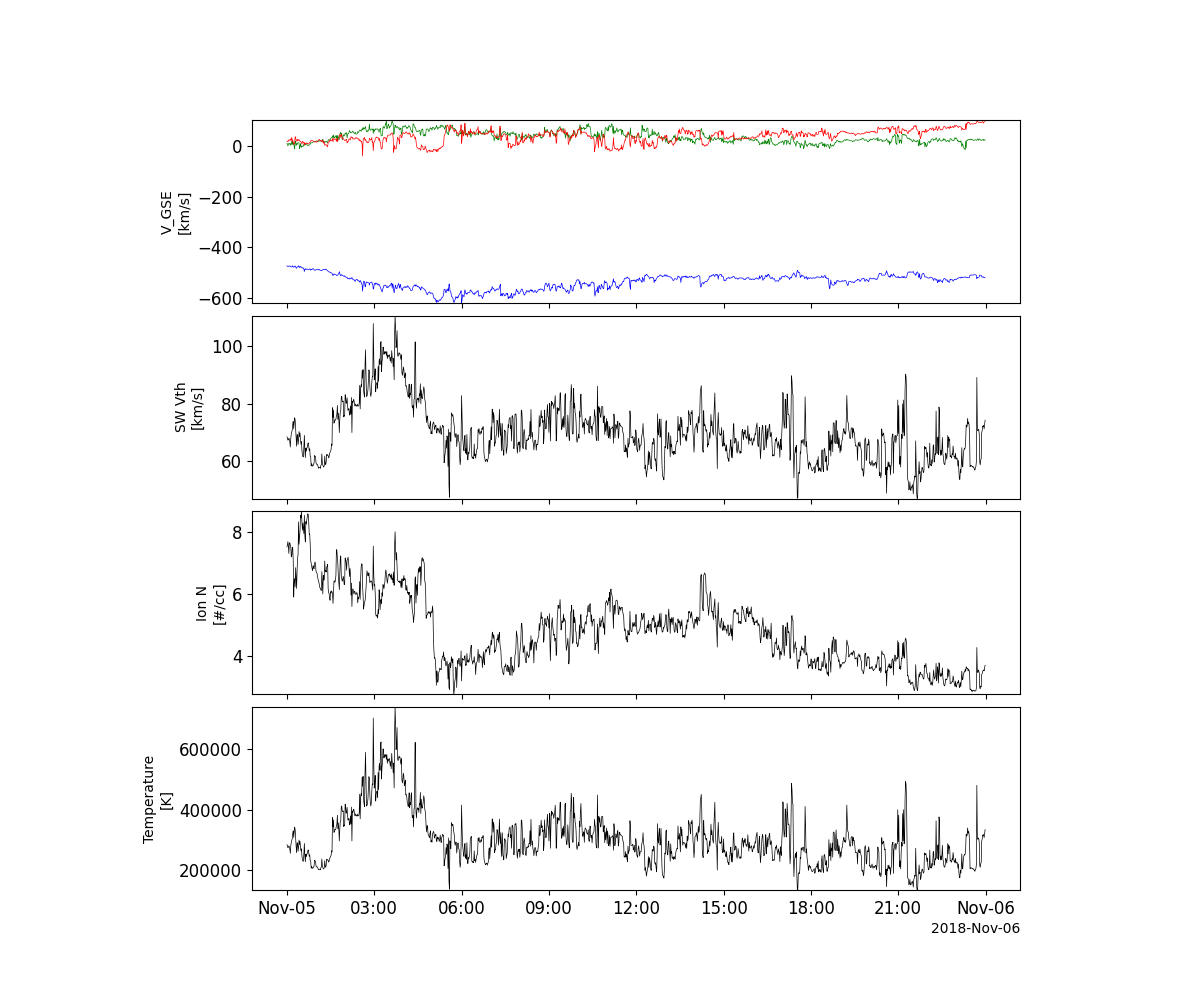 0
−200
−400
−600
V_GSE
[km/s]
100
80
60
SW Vth
[km/s]
8
6
4
Ion N
[#/cc]
600000
400000
200000
Temperature
[K]
Nov-05 03:00 06:00 09:00 12:00 15:00 18:00 21:00 Nov-06
2018-Nov-06